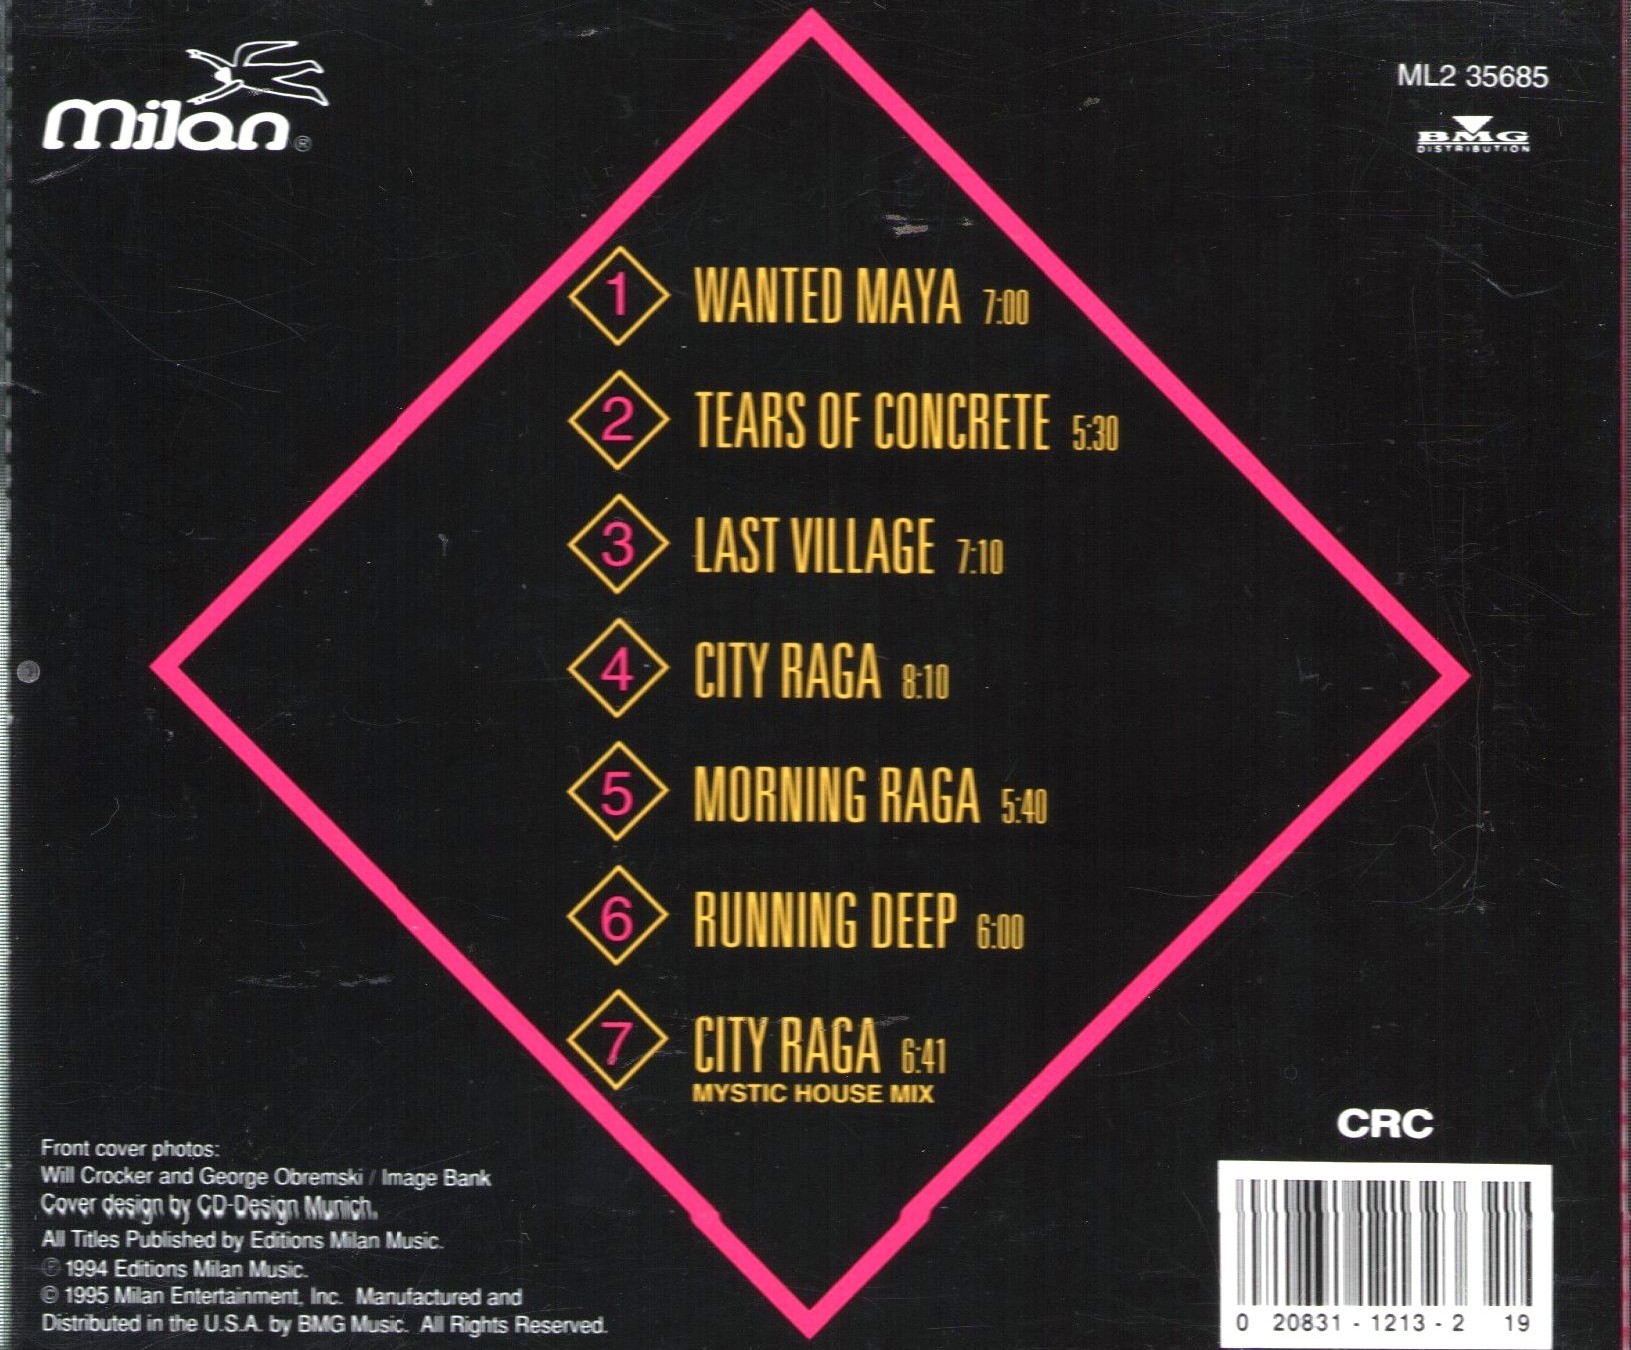 milan ®
ML2 35685
BMG
DISTRIBUTION
1 WANTED MAYA 7:00
2 TEARS OF CONCRETE 5:30
3 LAST VILLAGE 7:10
4 CITY RAGA 8:10
5 MORNING RAGA 5:40
6 RUNNING DEEP 6:00
7 CITY RAGA 6:41
MYSTIC HOUSE MIX
Front cover photos:
Will Crocker and George Obremski / Image Bank
Cover design by CD-Design Munich.
All Titles Published by Editions Milan Music.
℗ 1994 Editions Milan Music.
© 1995 Milan Entertainment, Inc. Manufactured and
Distributed in the U.S.A. by BMG Music. All Rights Reserved.
CRC
0 20831 - 1213 - 2 19